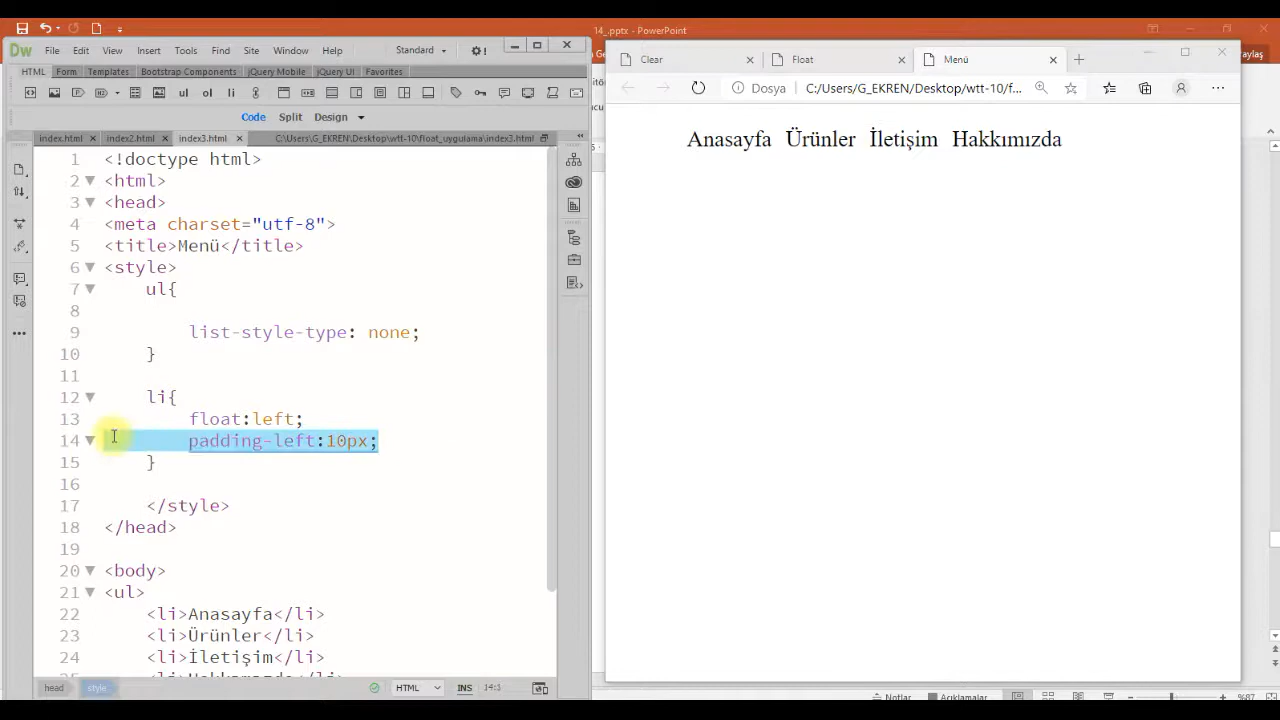 14_.pptx - PowerPoint
Dw File Edit View Insert Tools Find Site Window Help Standard
HTML Form Templates Bootstrap Components jQuery Mobile jQuery UI Favorites
ul ol li
Code Split Design
index.html index2.html index3.html C:\Users\G_EKREN\Desktop\wtt-10\float_uygulama\index3.html
1 <!doctype html>
2 <html>
3 <head>
4 <meta charset="utf-8">
5 <title>Menü</title>
6 <style>
7 ul{
8
9 list-style-type: none;
10 }
11
12 li{
13 float:left;
14 padding-left:10px;
15 }
16
17 </style>
18 </head>
19
20 <body>
21 <ul>
22 <li>Anasayfa</li>
23 <li>Ürünler</li>
24 <li>İletişim</li>
head style HTML INS 14:1
Clear Float Menü
Dosya C:/Users/G_EKREN/Desktop/wtt-10/f...
Anasayfa Ürünler İletişim Hakkımızda
Notlar Açıklamalar %87